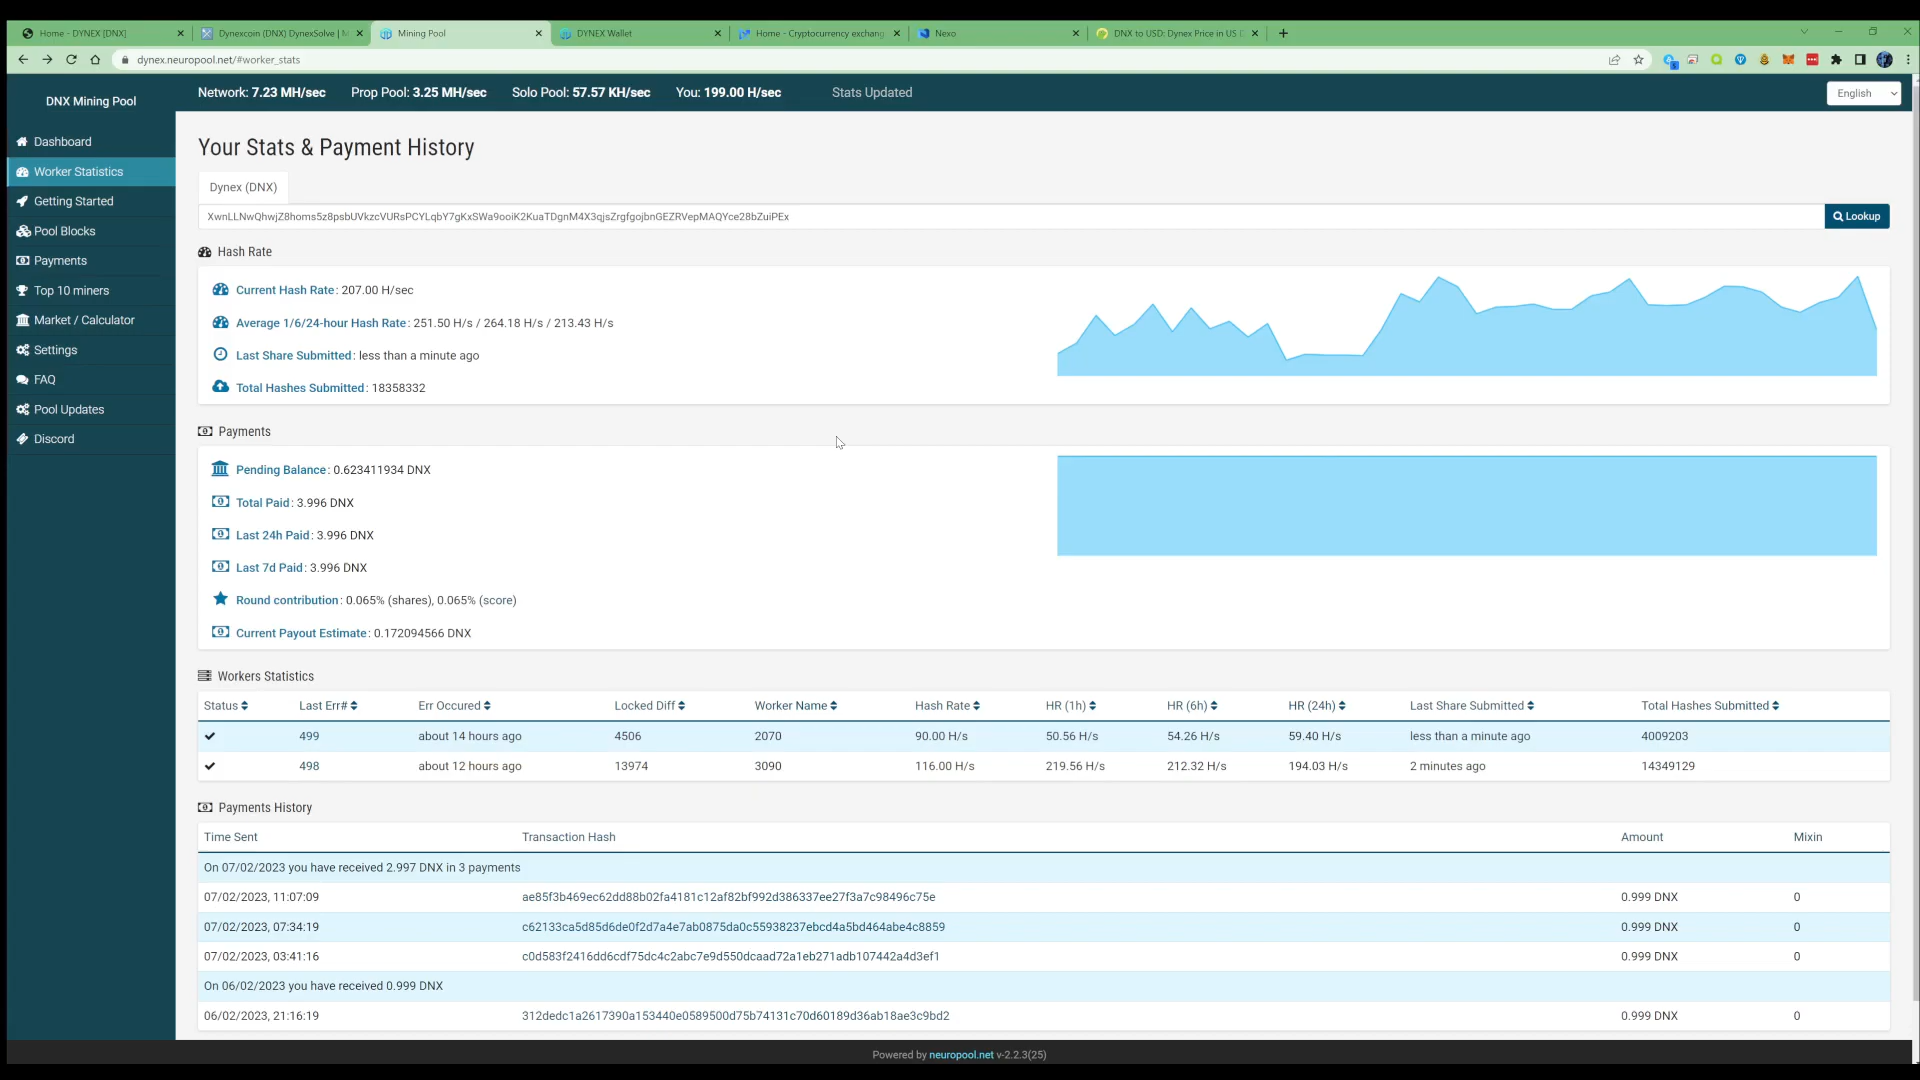 Home - DYNEX [DNX]
Dynexcoin (DNX) DynexSolve | M
Mining Pool
DYNEX Wallet
Home - Cryptocurrency exchang
Nexo
DNX to USD: Dynex Price in US D
dynex.neuropool.net/#worker_stats
DNX Mining Pool
Network: 7.23 MH/sec
Prop Pool: 3.25 MH/sec
Solo Pool: 57.57 KH/sec
You: 199.00 H/sec
Stats Updated
English
Dashboard
Worker Statistics
Getting Started
Pool Blocks
Payments
Top 10 miners
Market / Calculator
Settings
FAQ
Pool Updates
Discord
Your Stats & Payment History
Dynex (DNX)
XwnLLNwQhwjZ8homs5z8psbUVkzcVURsPCYLqbY7gKxSWa9ooiK2KuaTDgnM4X3qjsZrgfgojbnGEZRVepMAQYce28bZuiPEx
Lookup
Hash Rate
Current Hash Rate: 207.00 H/sec
Average 1/6/24-hour Hash Rate: 251.50 H/s / 264.18 H/s / 213.43 H/s
Last Share Submitted: less than a minute ago
Total Hashes Submitted: 18358332
Payments
Pending Balance: 0.623411934 DNX
Total Paid: 3.996 DNX
Last 24h Paid: 3.996 DNX
Last 7d Paid: 3.996 DNX
Round contribution: 0.065% (shares), 0.065% (score)
Current Payout Estimate: 0.172094566 DNX
Workers Statistics
Status Last Err# Err Occured Locked Diff Worker Name Hash Rate HR (1h) HR (6h) HR (24h) Last Share Submitted Total Hashes Submitted
499 about 14 hours ago 4506 2070 90.00 H/s 50.56 H/s 54.26 H/s 59.40 H/s less than a minute ago 4009203
498 about 12 hours ago 13974 3090 116.00 H/s 219.56 H/s 212.32 H/s 194.03 H/s 2 minutes ago 14349129
Payments History
Time Sent Transaction Hash Amount Mixin
On 07/02/2023 you have received 2.997 DNX in 3 payments
07/02/2023, 11:07:09 ae85f3b469ec62dd88b02fa4181c12af82bf992d386337ee27f3a7c98496c75e 0.999 DNX 0
07/02/2023, 07:34:19 c62133ca5d85d6de0f2d7a4e7ab0875da0c55938237ebcd4a5bd464abe4c8859 0.999 DNX 0
07/02/2023, 03:41:16 c0d583f2416dd6cdf75dc4c2abc7e9d550dcaad72a1eb271adb107442a4d3ef1 0.999 DNX 0
On 06/02/2023 you have received 0.999 DNX
06/02/2023, 21:16:19 312dedc1a2617390a153440e0589500d75b74131c70d60189d36ab18ae3c9bd2 0.999 DNX 0
Powered by neuropool.net v-2.2.3(25)